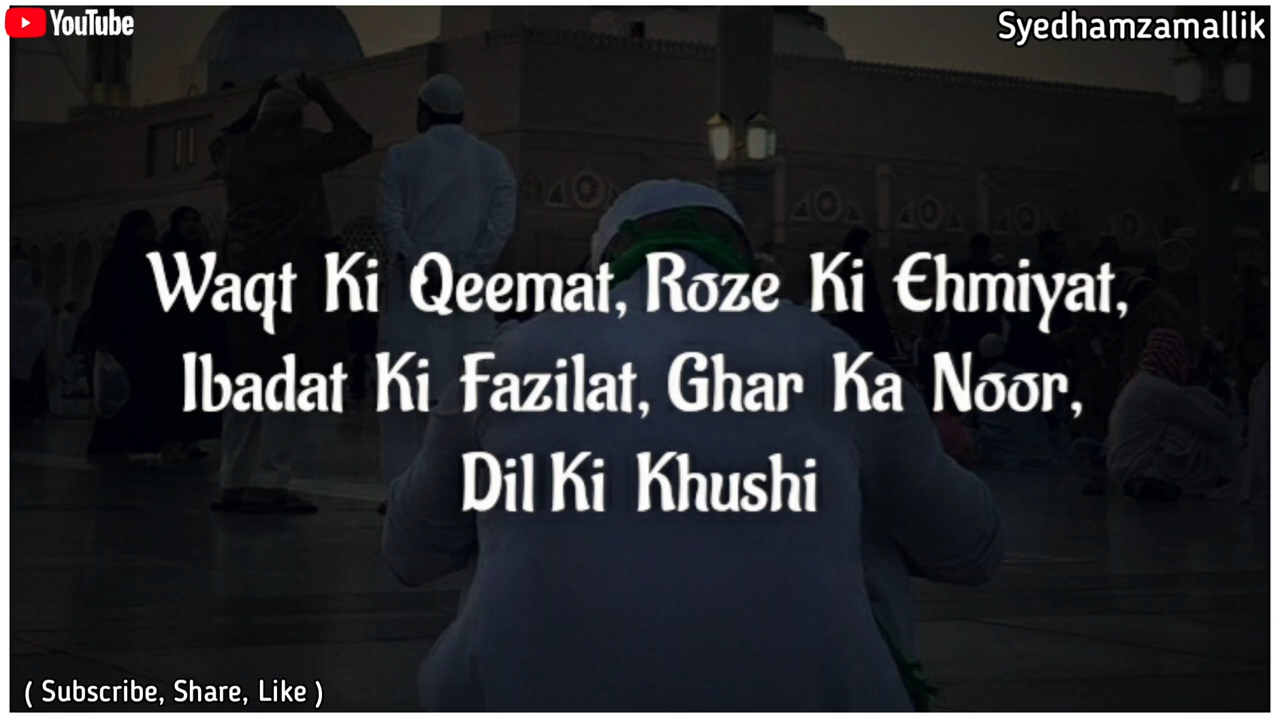 YouTube
Syedhamzamallik
Waqt Ki Qeemat, Roze Ki Ehmiyat,
Ibadat Ki Fazilat, Ghar Ka Noor,
Dil Ki Khushi
( Subscribe, Share, Like )